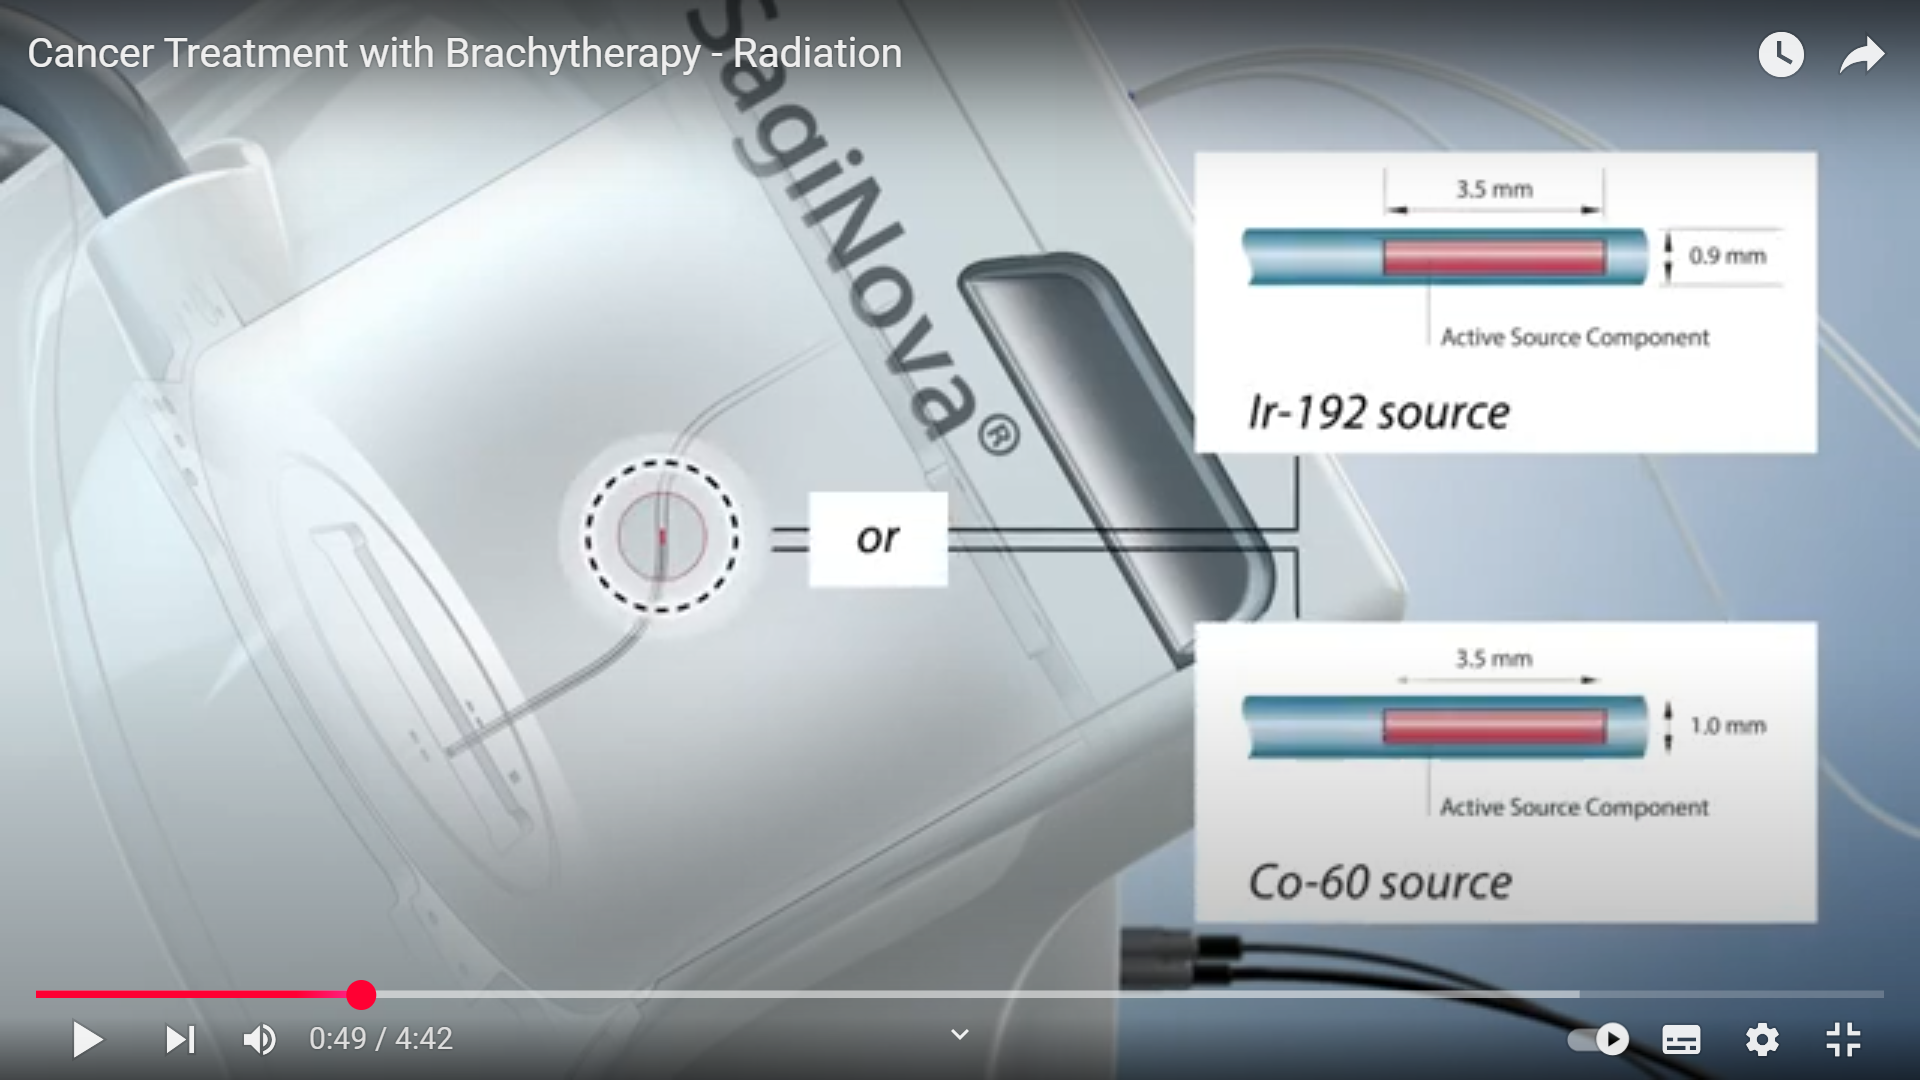 Cancer Treatment with Brachytherapy - Radiation
SagiNova®
3.5 mm
0.9 mm
Active Source Component
Ir-192 source
or
3.5 mm
1.0 mm
Active Source Component
Co-60 source
0:49 / 4:42